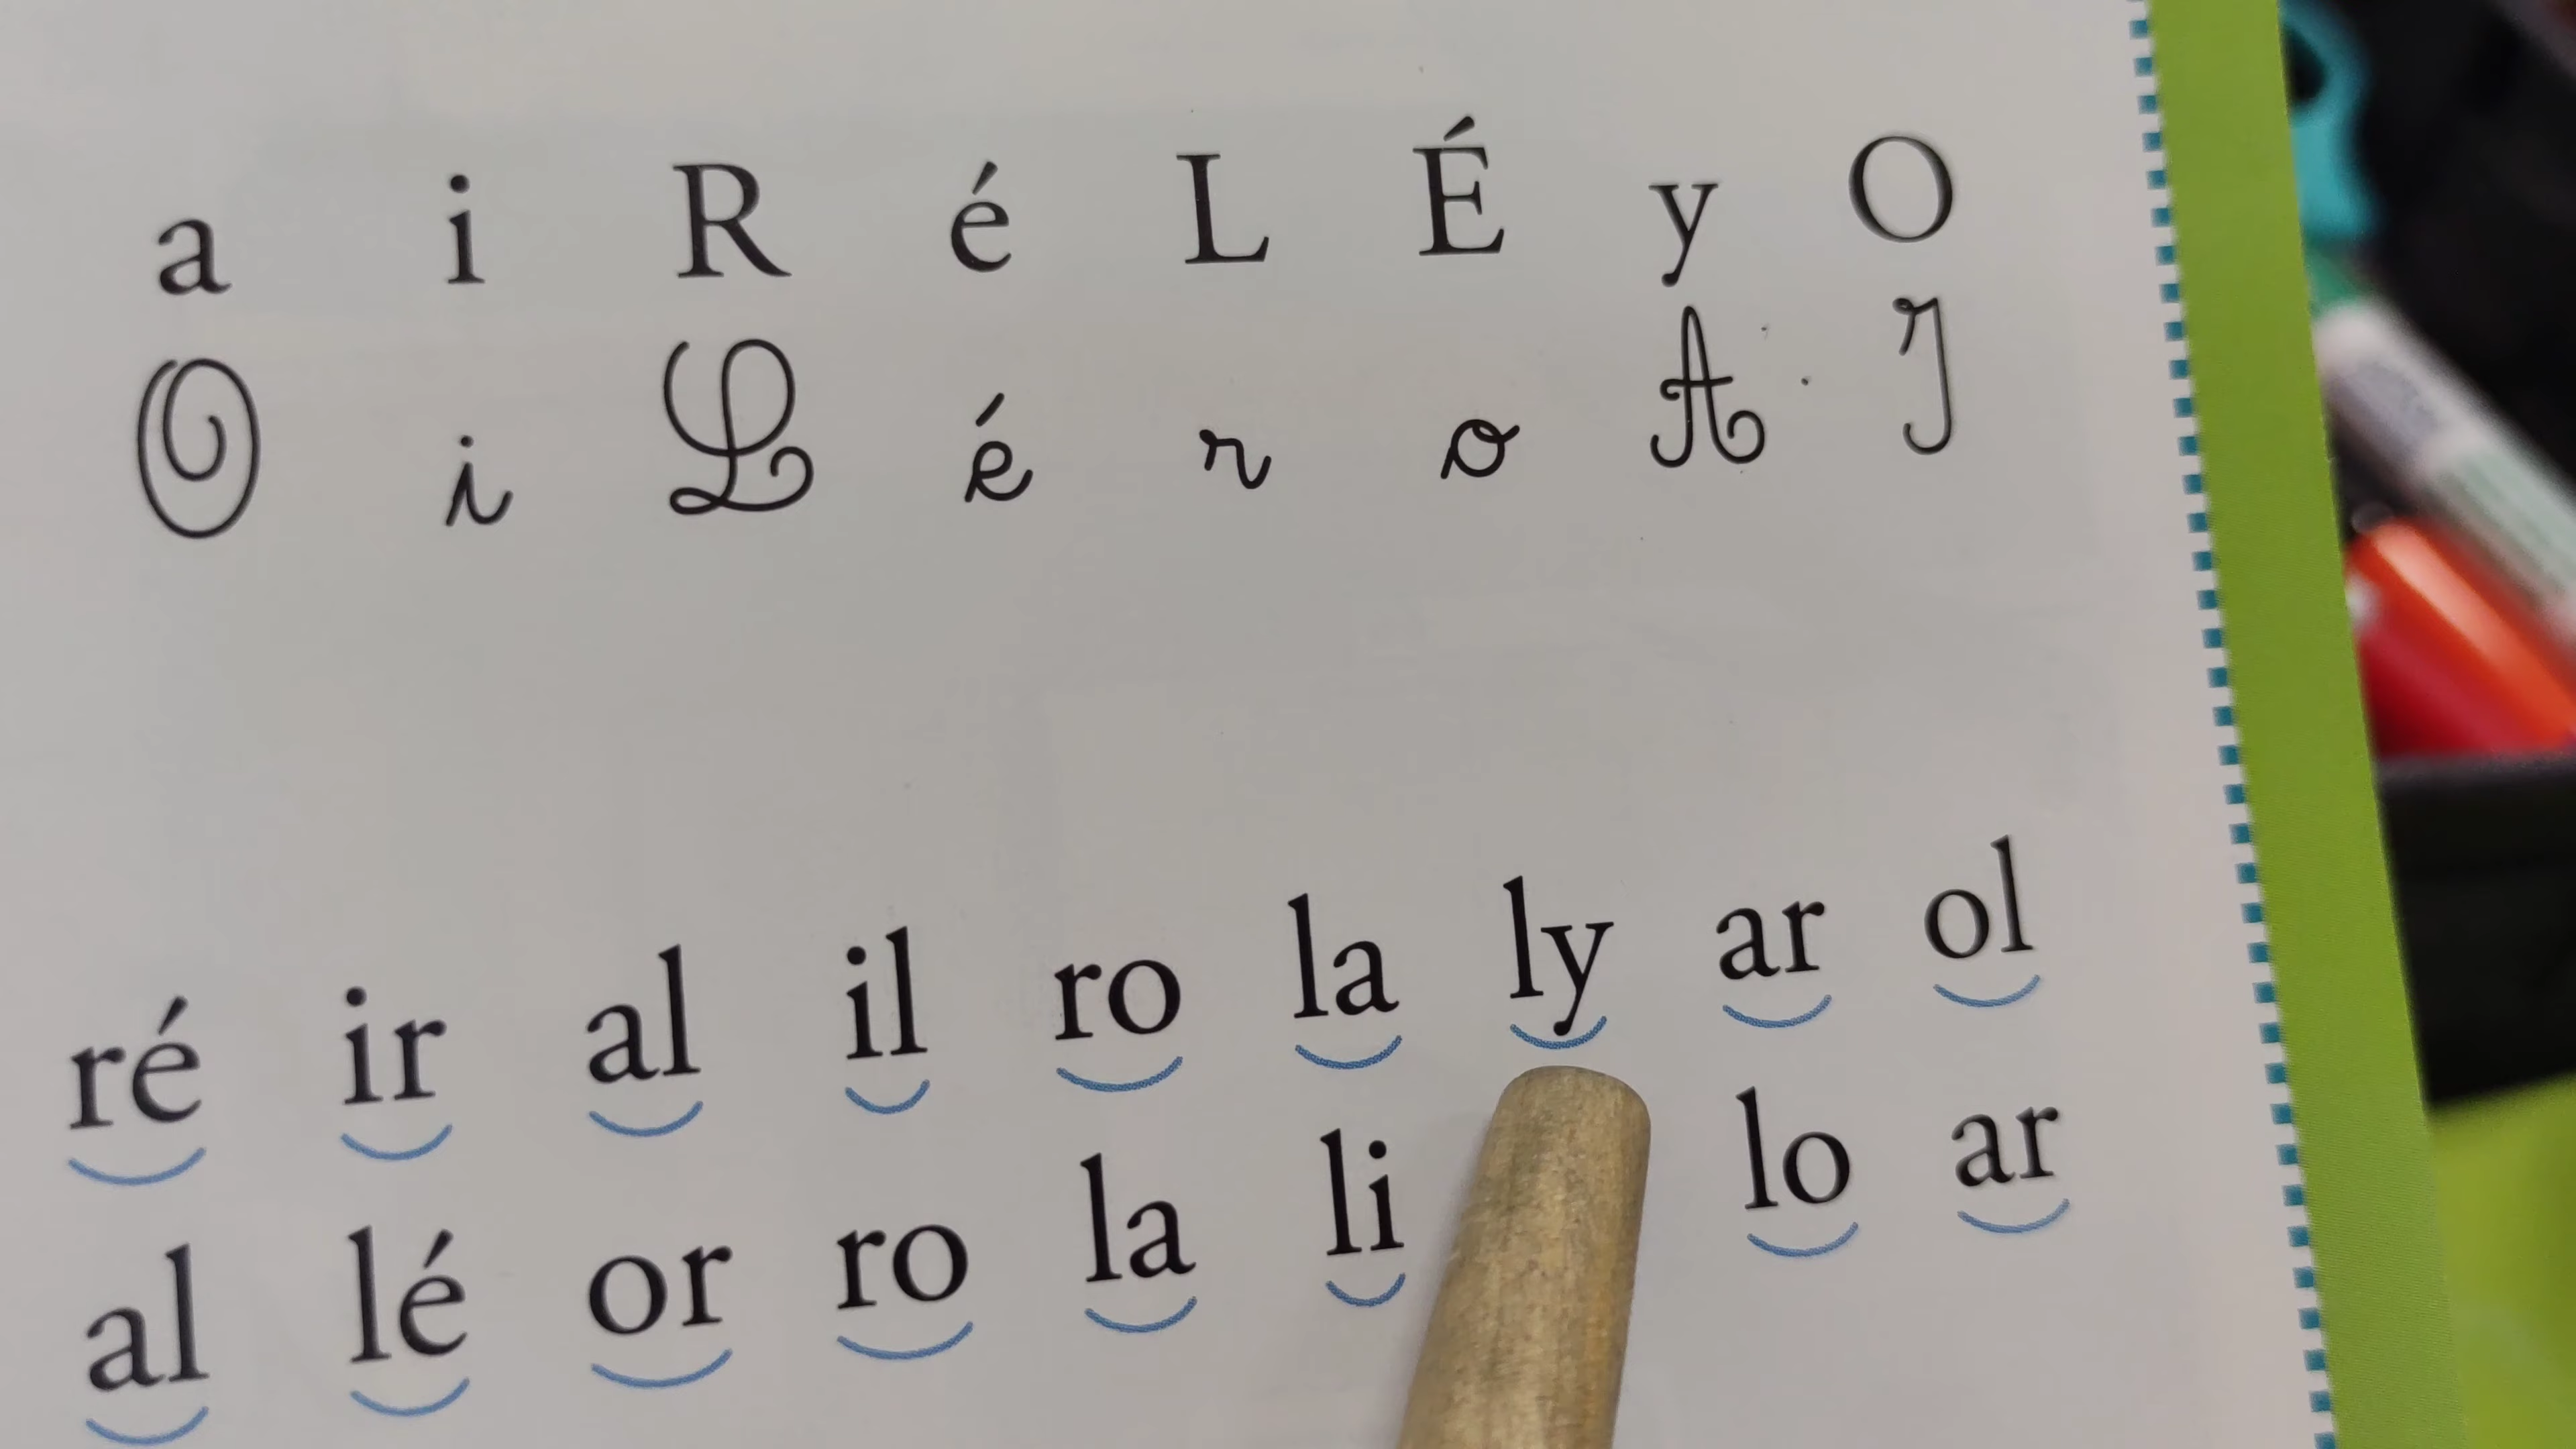 a i R é L É y O
O i L é r o A I
ré ir al il ro la ly ar ol
al lé or ro la li lo ar